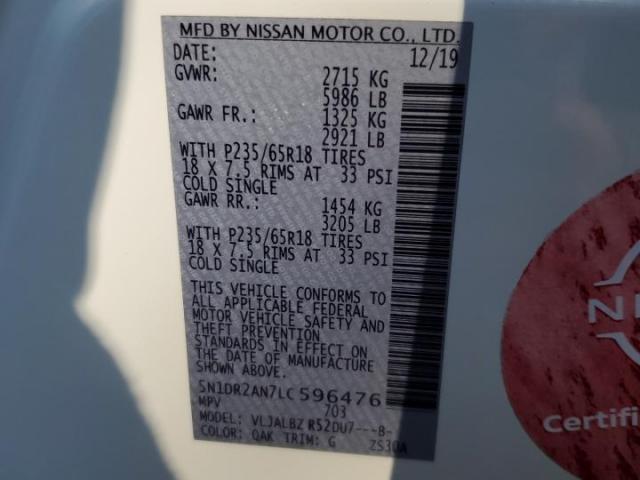 MFD BY NISSAN MOTOR CO., LTD.
DATE: 12/19
GVWR: 2715 KG
5986 LB
GAWR FR.: 1325 KG
2921 LB
WITH P235/65R18 TIRES
18 X 7.5 RIMS AT 33 PSI
COLD SINGLE
GAWR RR.: 1454 KG
3205 LB
WITH P235/65R18 TIRES
18 X 7.5 RIMS AT 33 PSI
COLD SINGLE
THIS VEHICLE CONFORMS TO
ALL APPLICABLE FEDERAL
MOTOR VEHICLE SAFETY AND
THEFT PREVENTION
STANDARDS IN EFFECT ON
THE DATE OF MANUFACTURE
SHOWN ABOVE.
5N1DR2AN7LC596476
MPV 703
MODEL: VLJALBZ R52DU7---B-
COLOR: QAK TRIM: G ZS30A
Certifie